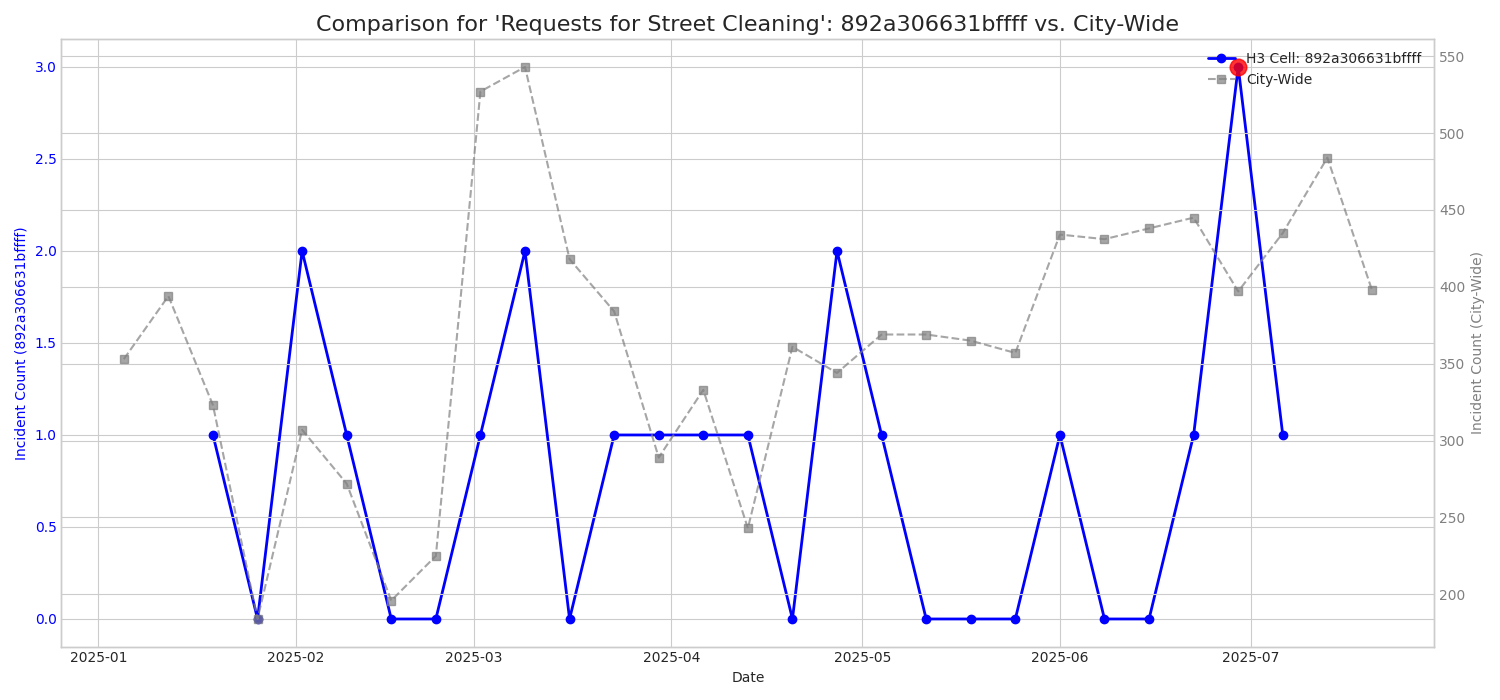 Comparison for 'Requests for Street Cleaning': 892a306631bffff vs. City-Wide
H3 Cell: 892a306631bffff
City-Wide
Incident Count (892a306631bffff)
3.0
2.5
2.0
1.5
1.0
0.5
0.0
550
500
450
400
350
300
250
200
Incident Count (City-Wide)
2025-01 2025-02 2025-03 2025-04 2025-05 2025-06 2025-07
Date